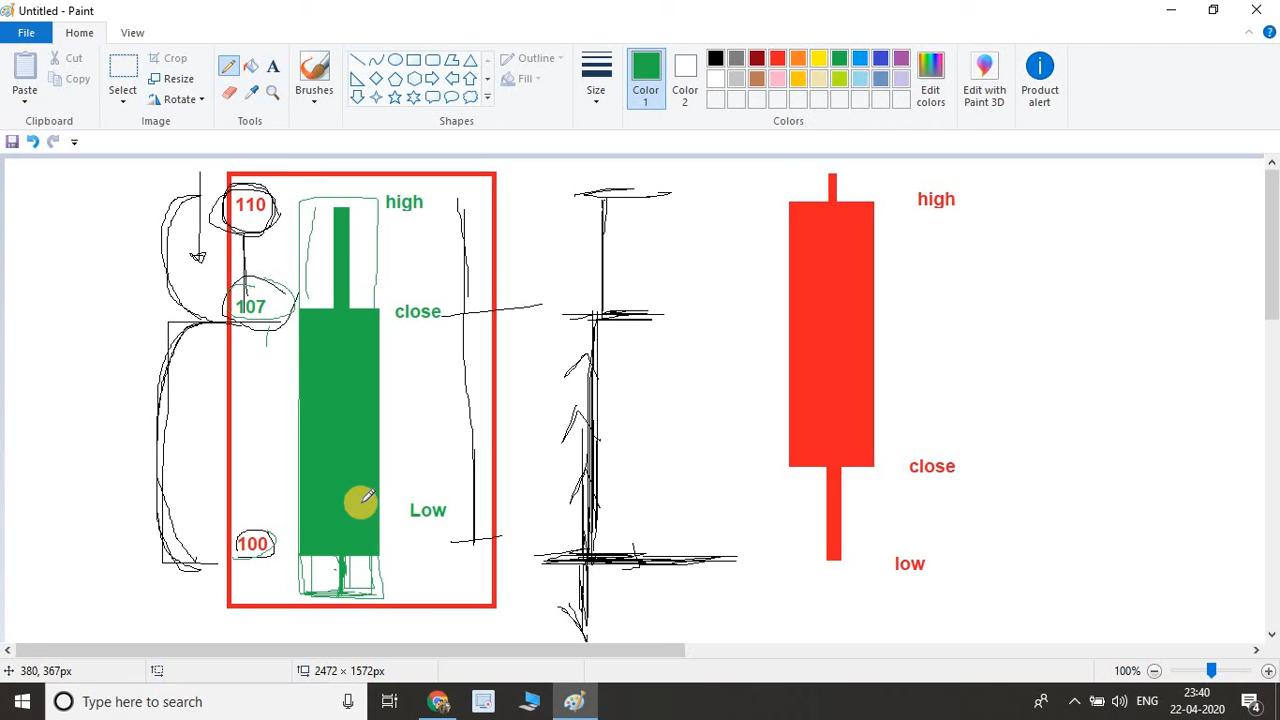 Untitled - Paint
File
Home
View
Paste
Cut
Copy
Clipboard
Select
Crop
Resize
Rotate
Image
A
Tools
Brushes
Shapes
Outline
Fill
Size
Color
1
Color
2
Colors
Edit
colors
Edit with
Paint 3D
Product
alert
110
high
107
close
Low
100
high
close
low
380, 367px
2472 × 1572px
100%
Type here to search
ENG
23:40
22-04-2020
4